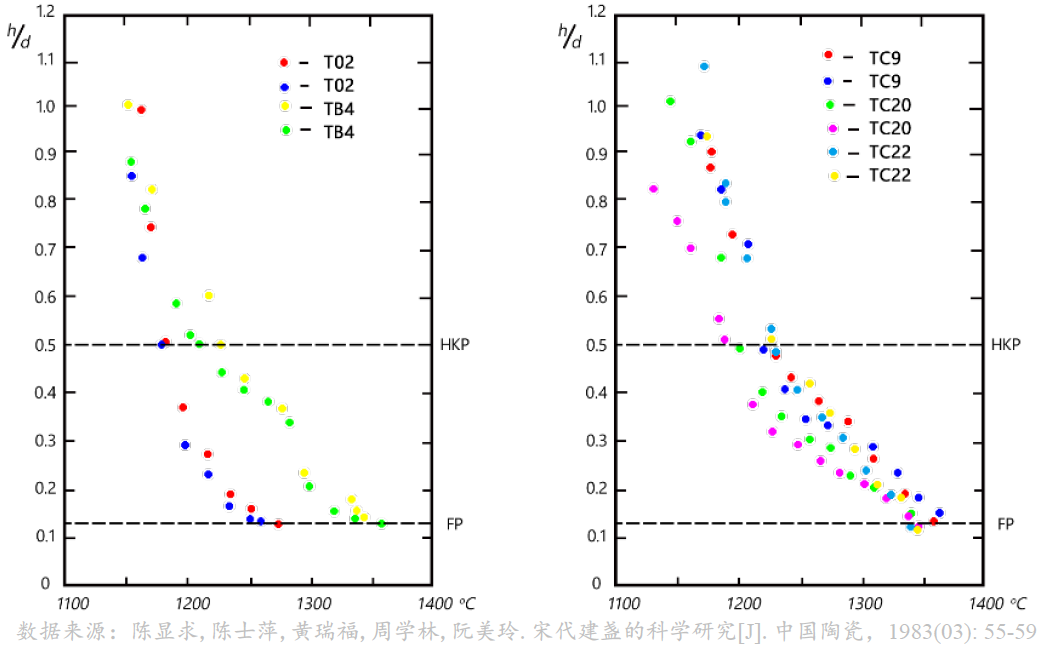 h/d
1.2
1.1
1.0
0.9
0.8
0.7
0.6
0.5
0.4
0.3
0.2
0.1
0
1100
1200
1300
1400 °C
– T02
– T02
– TB4
– TB4
HKP
FP
h/d
1.2
1.1
1.0
0.9
0.8
0.7
0.6
0.5
0.4
0.3
0.2
0.1
0
1100
1200
1300
1400 °C
– TC9
– TC9
– TC20
– TC20
– TC22
– TC22
HKP
FP
数据来源：陈显求,陈士萍,黄瑞福,周学林,阮美玲.宋代建盏的科学研究[J].中国陶瓷，1983(03):55-59